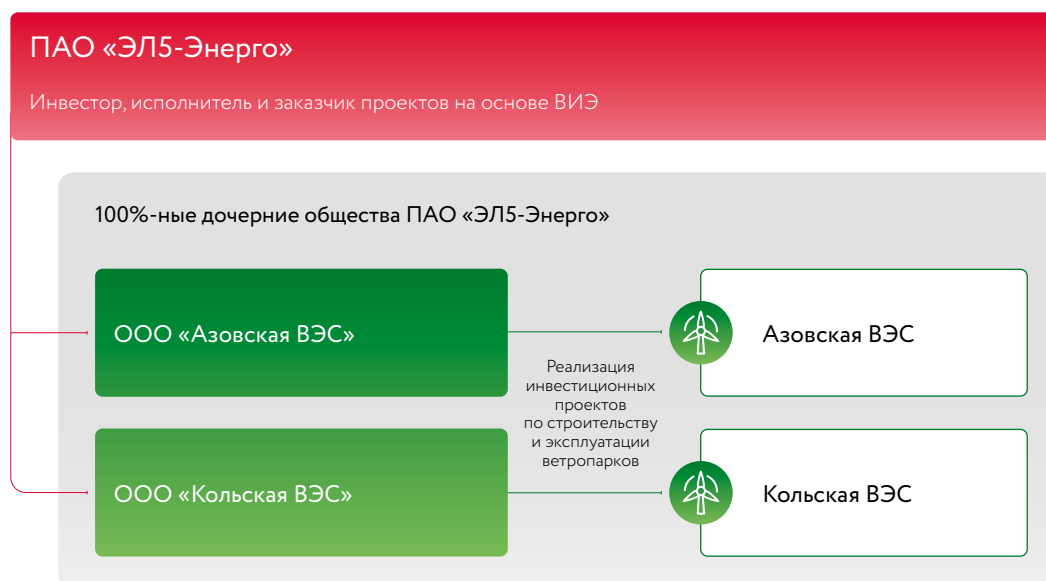 ПАО «ЭЛ5-Энерго»
Инвестор, исполнитель и заказчик проектов на основе ВИЭ
100%-ные дочерние общества ПАО «ЭЛ5-Энерго»
ООО «Азовская ВЭС»
Азовская ВЭС
Реализация
инвестиционных
проектов
по строительству
и эксплуатации
ветропарков
ООО «Кольская ВЭС»
Кольская ВЭС